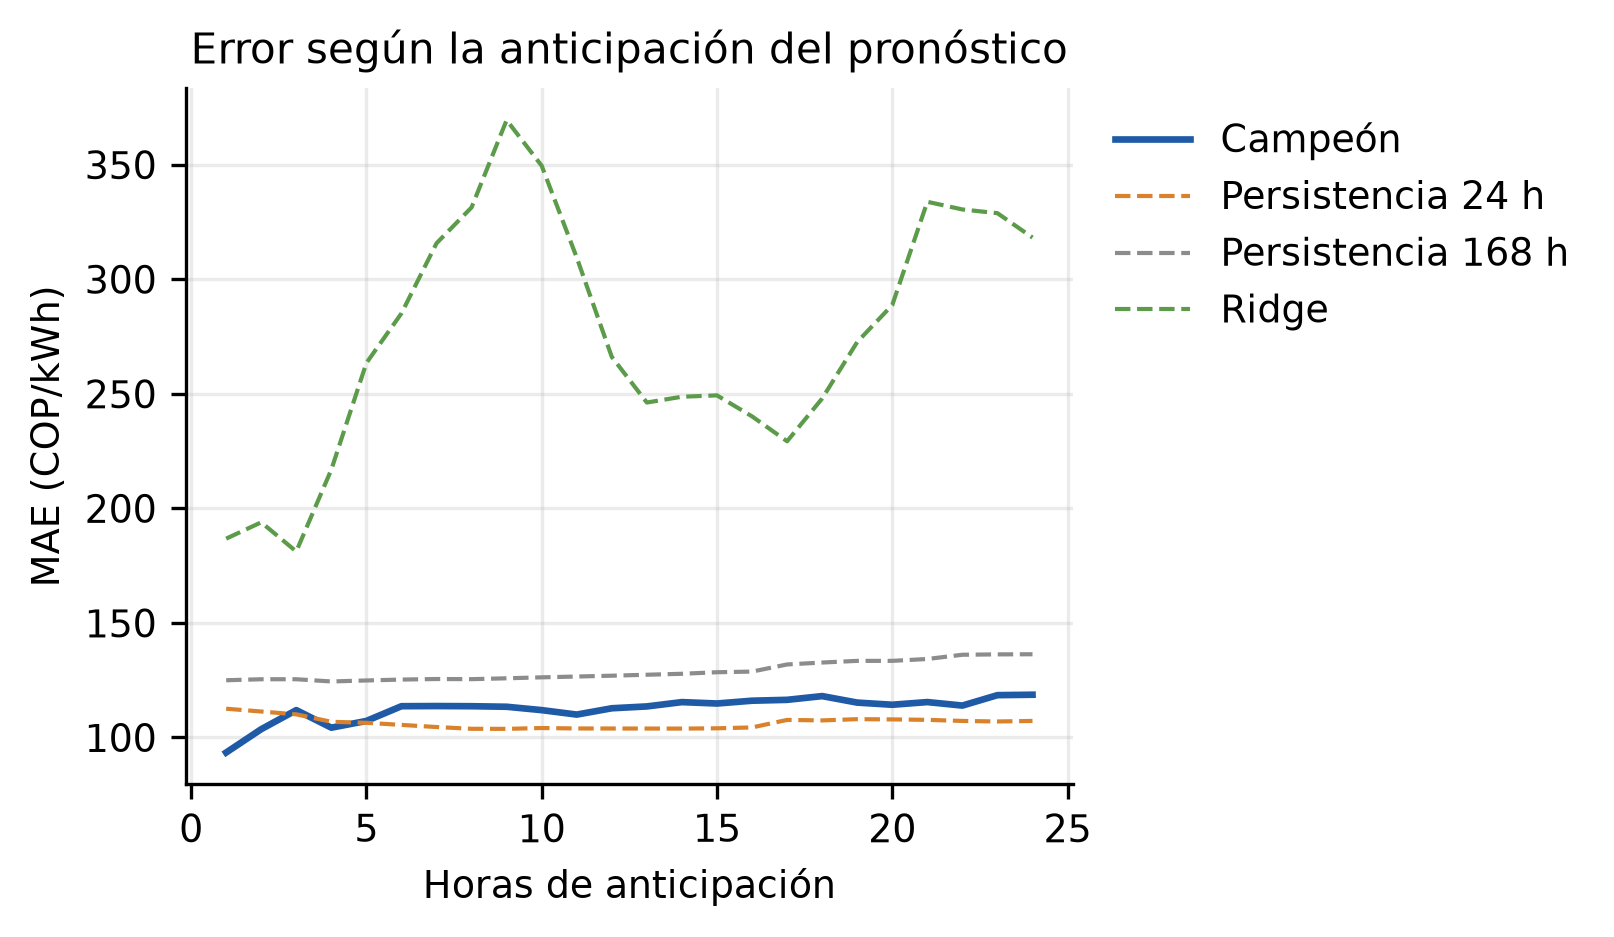 Error según la anticipación del pronóstico
MAE (COP/kWh)
350
300
250
200
150
100
0 5 10 15 20 25
Horas de anticipación
Campeón
Persistencia 24 h
Persistencia 168 h
Ridge